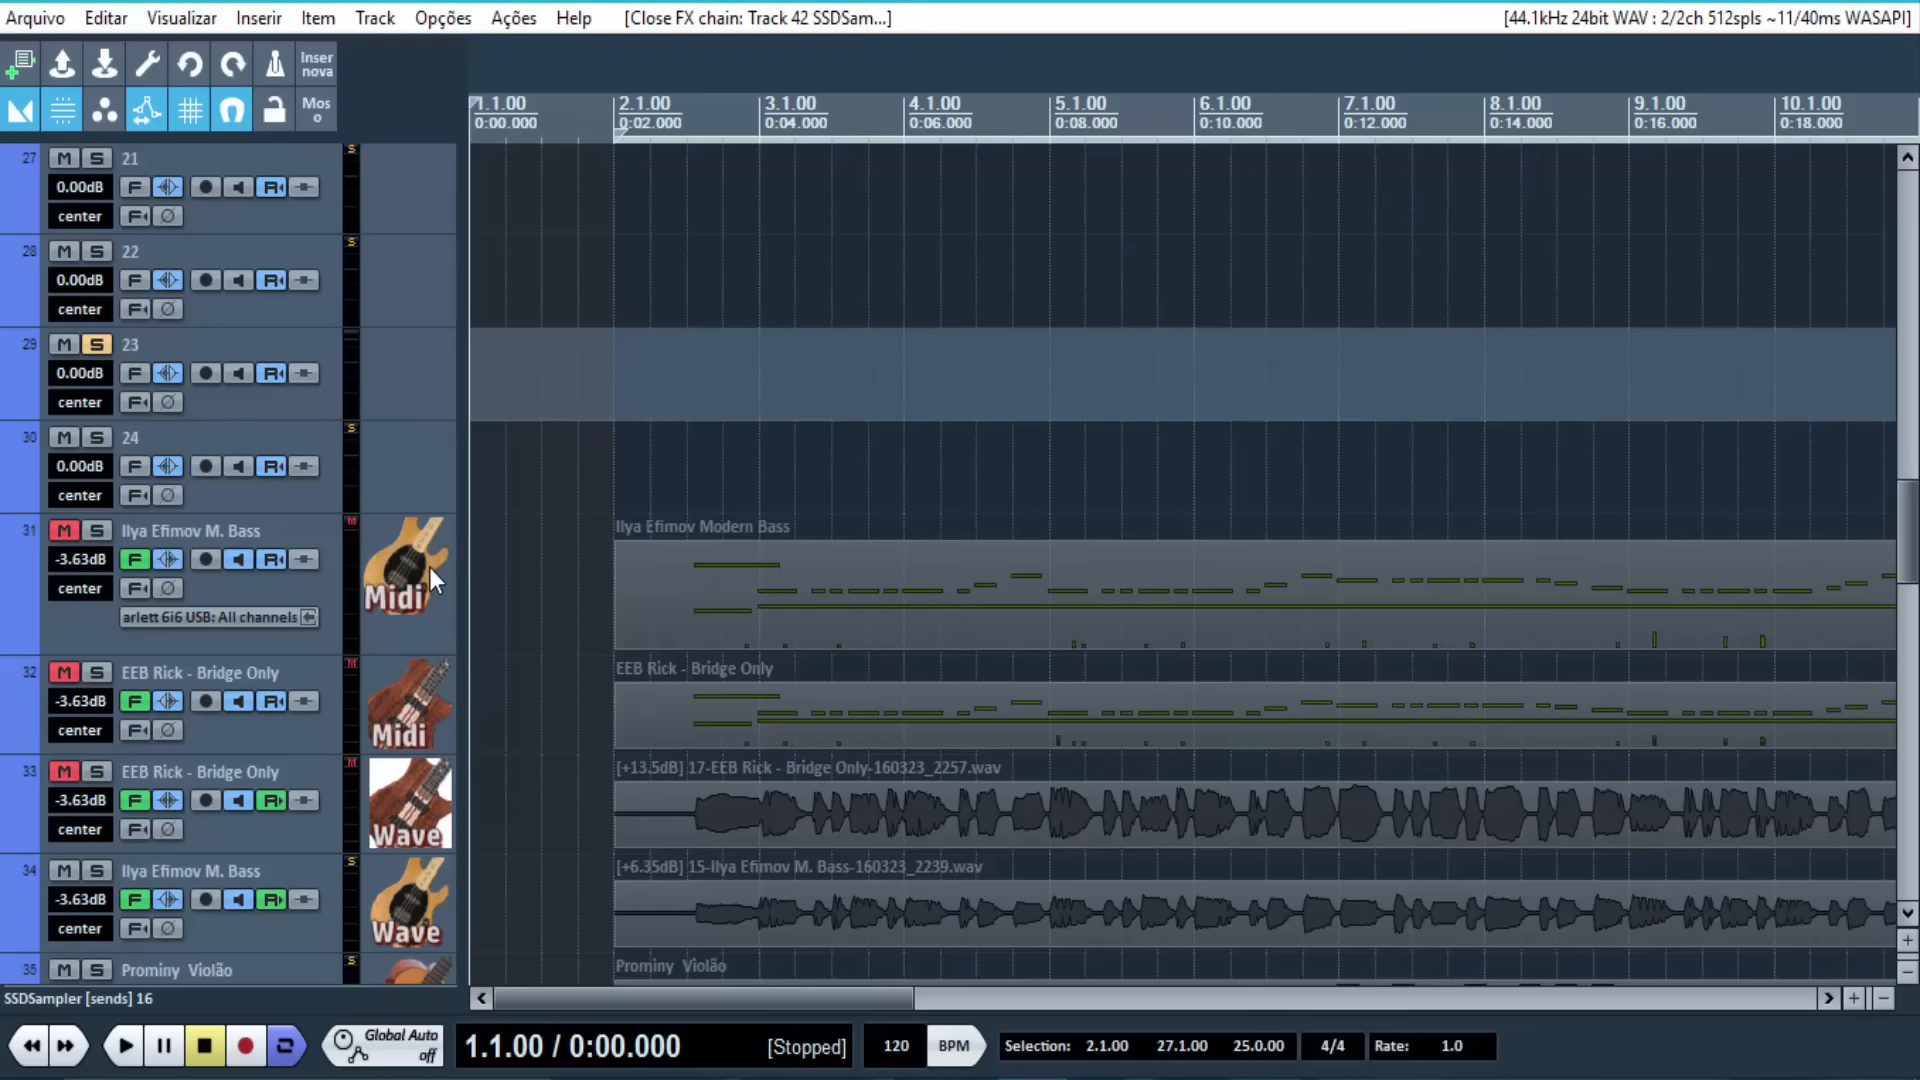 Arquivo Editar Visualizar Inserir Item Track Opções Ações Help [Close FX chain: Track 42 SSDSam...] [44.1kHz 24bit WAV : 2/2ch 512spls ~11/40ms WASAPI]
Inser
nova
Mos
o
1.1.00 2.1.00 3.1.00 4.1.00 5.1.00 6.1.00 7.1.00 8.1.00 9.1.00 10.1.00
0:00.000 0:02.000 0:04.000 0:06.000 0:08.000 0:10.000 0:12.000 0:14.000 0:16.000 0:18.000
27 M S 21 S
0.00dB F R
center F Ø
28 M S 22 S
0.00dB F R
center F Ø
29 M S 23
0.00dB F R
center F Ø
30 M S 24 S
0.00dB F R
center F Ø
31 M S Ilya Efimov M. Bass M
-3.63dB F R
center F Ø
arlett 6i6 USB: All channels
Midi
Ilya Efimov Modern Bass
32 M S EEB Rick - Bridge Only M
-3.63dB F R
center F Ø
Midi
EEB Rick - Bridge Only
33 M S EEB Rick - Bridge Only M
-3.63dB F R
center F Ø
Wave
[+13.5dB] 17-EEB Rick - Bridge Only-160323_2257.wav
34 M S Ilya Efimov M. Bass S
-3.63dB F R
center F Ø
Wave
[+6.35dB] 15-Ilya Efimov M. Bass-160323_2239.wav
35 M S Prominy Violão S
Prominy Violão
SSDSampler [sends] 16
Global Auto
off
1.1.00 / 0:00.000 [Stopped] 120 BPM Selection: 2.1.00 27.1.00 25.0.00 4/4 Rate: 1.0